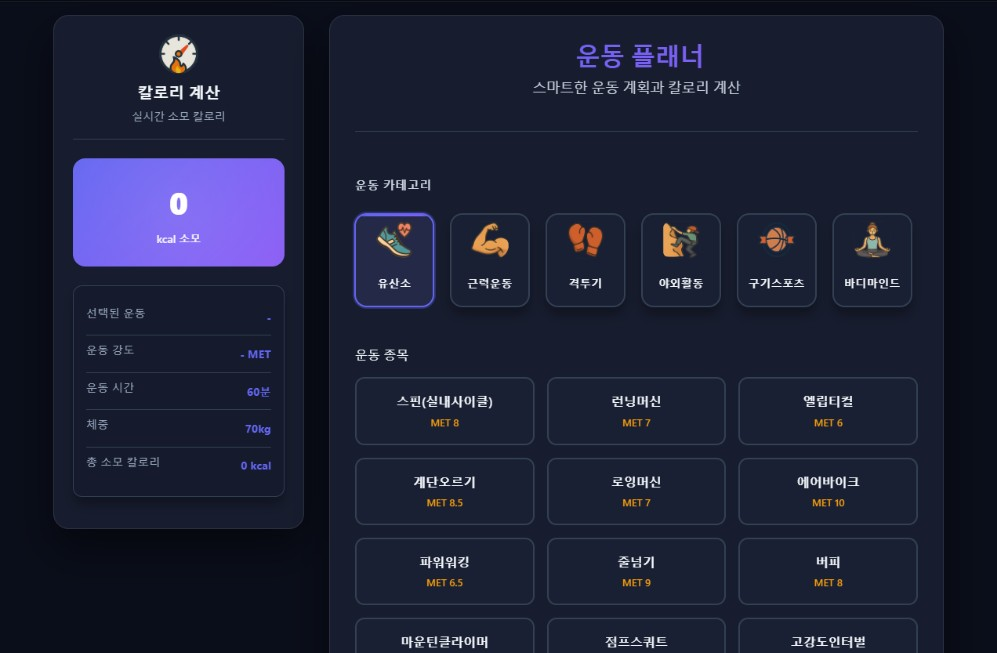 칼로리 계산
실시간 소모 칼로리
0
kcal 소모
선택된 운동 -
운동 강도 - MET
운동 시간 60분
체중 70kg
총 소모 칼로리 0 kcal
운동 플래너
스마트한 운동 계획과 칼로리 계산
운동 카테고리
유산소 근력운동 격투기 야외활동 구기스포츠 바디마인드
운동 종목
스핀(실내사이클) 런닝머신 엘립티컬
MET 8 MET 7 MET 6
계단오르기 로잉머신 에어바이크
MET 8.5 MET 7 MET 10
파워워킹 줄넘기 버피
MET 6.5 MET 9 MET 8
마운틴클라이머 점프스쿼트 고강도인터벌